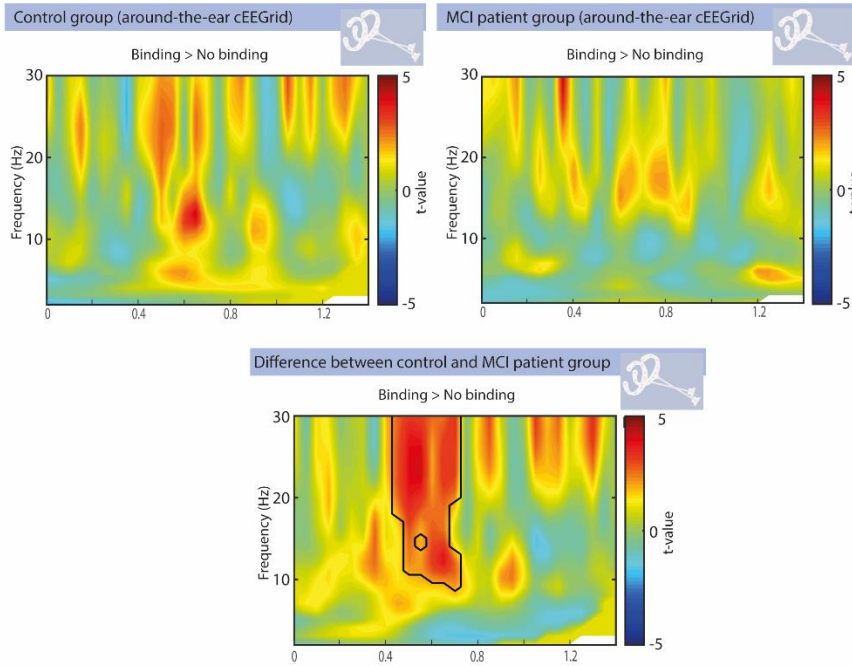 Control group (around-the-ear cEEGrid)
Binding > No binding
Frequency (Hz)
30
20
10
0
0.4
0.8
1.2
5
0
-5
t-value
MCI patient group (around-the-ear cEEGrid)
Binding > No binding
Frequency (Hz)
30
20
10
0
0.4
0.8
1.2
5
0
-5
t-value
Difference between control and MCI patient group
Binding > No binding
Frequency (Hz)
30
20
10
0
0.4
0.8
1.2
5
0
-5
t-value